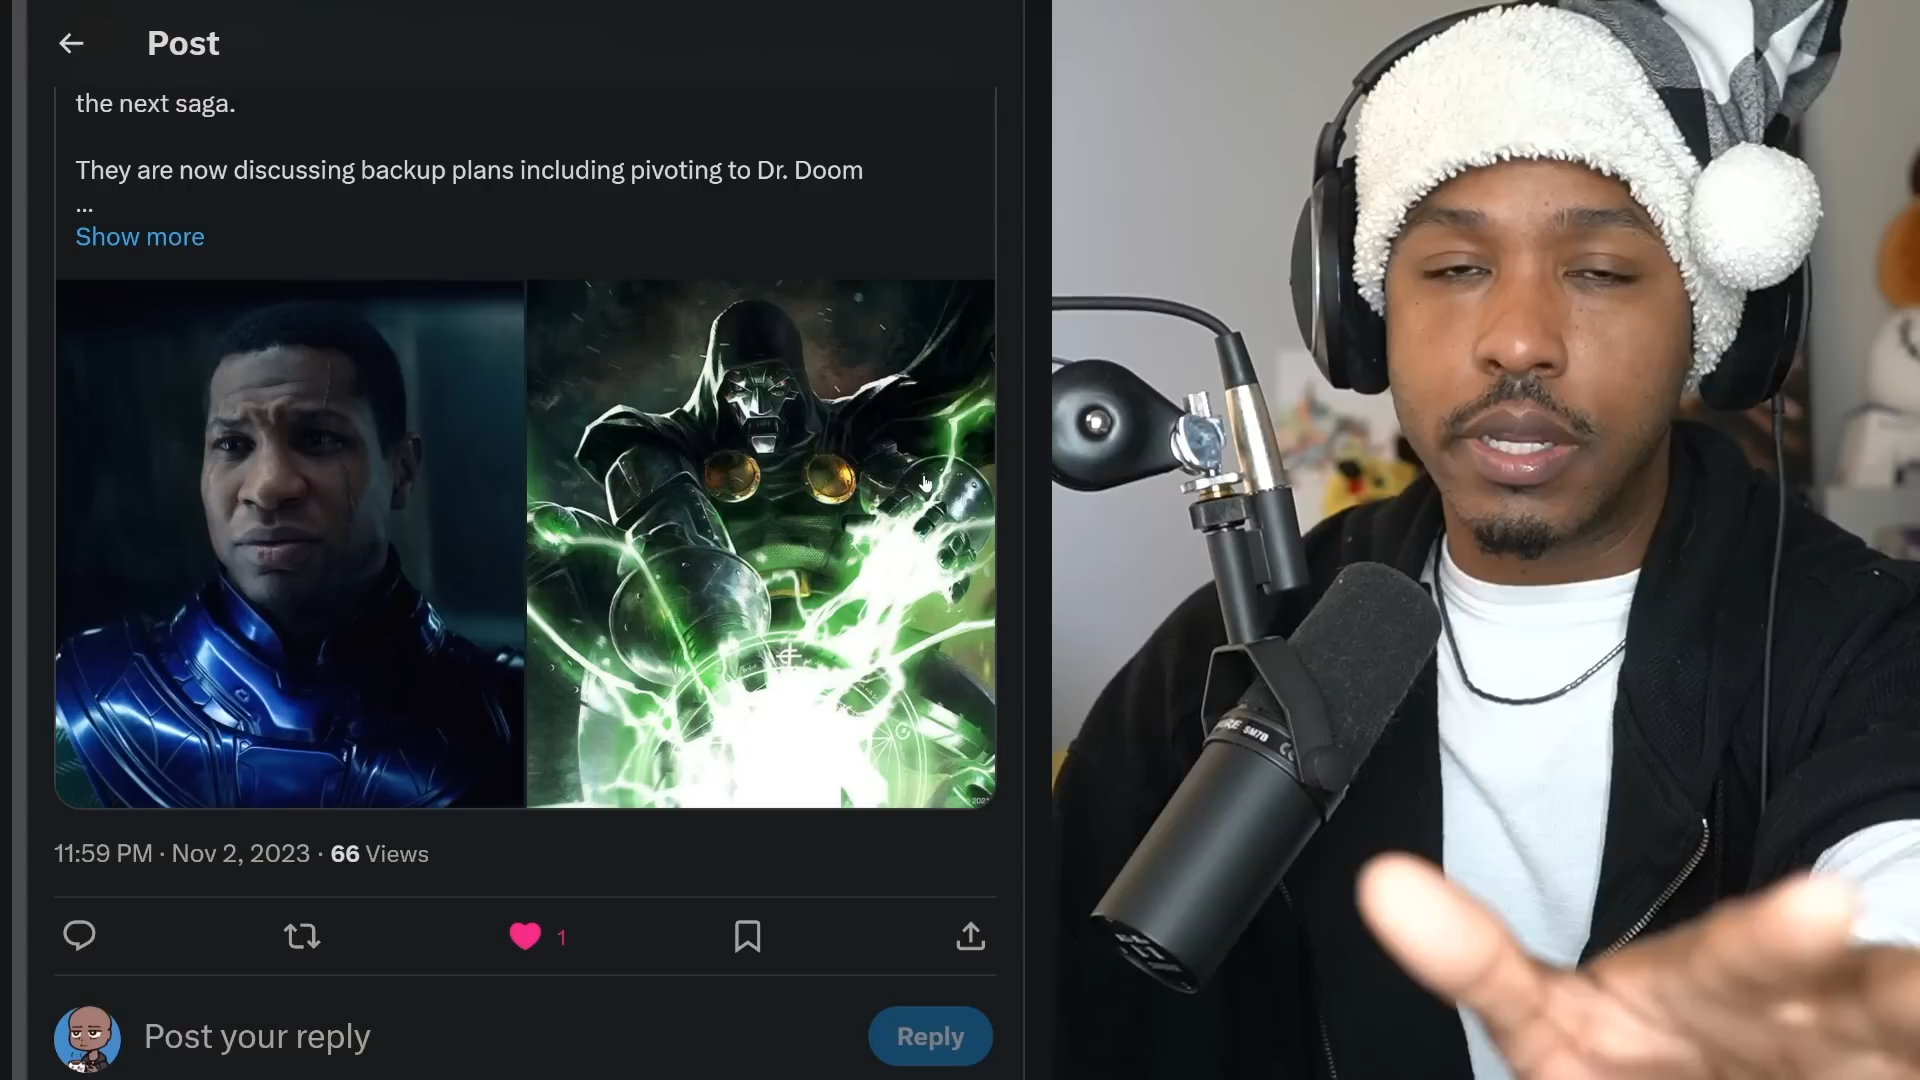 Post
the next saga.
They are now discussing backup plans including pivoting to Dr. Doom
...
Show more
11:59 PM · Nov 2, 2023 · 66 Views
1
Post your reply
Reply
SM7B